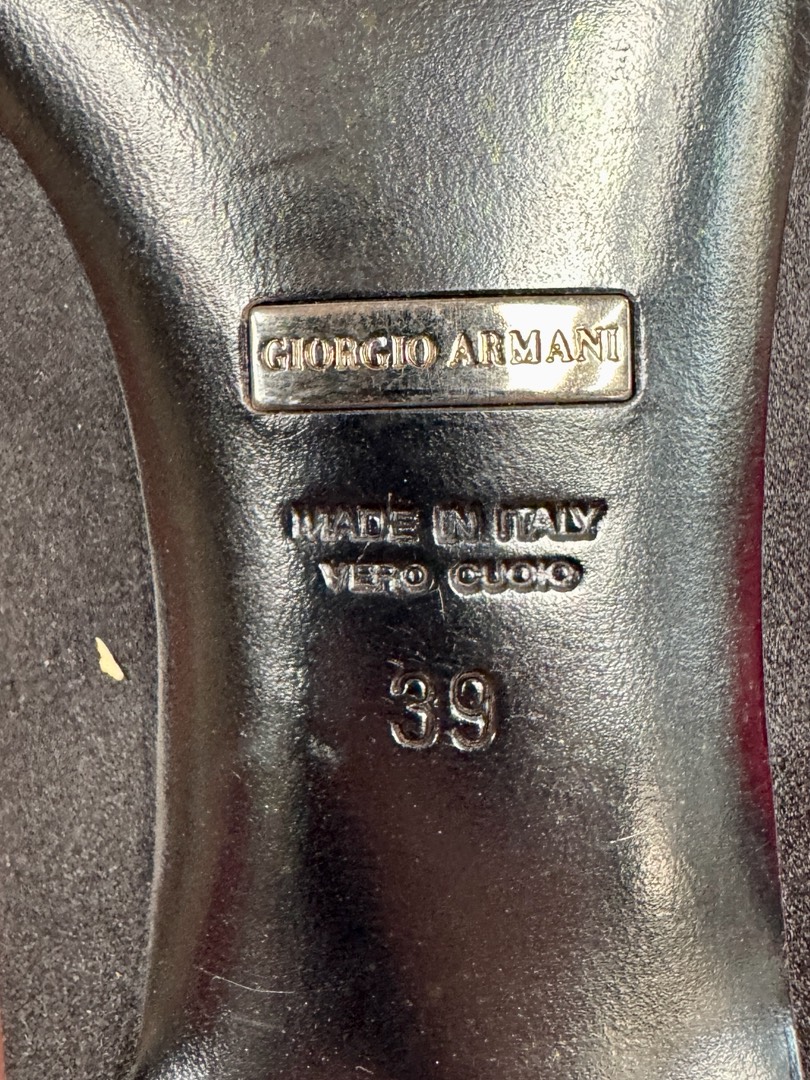 GIORGIO ARMANI
MADE IN ITALY
VERO CUOIO
39